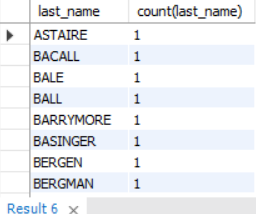 last_name count(last_name)
ASTAIRE 1
BACALL 1
BALE 1
BALL 1
BARRYMORE 1
BASINGER 1
BERGEN 1
BERGMAN 1
Result 6 ×